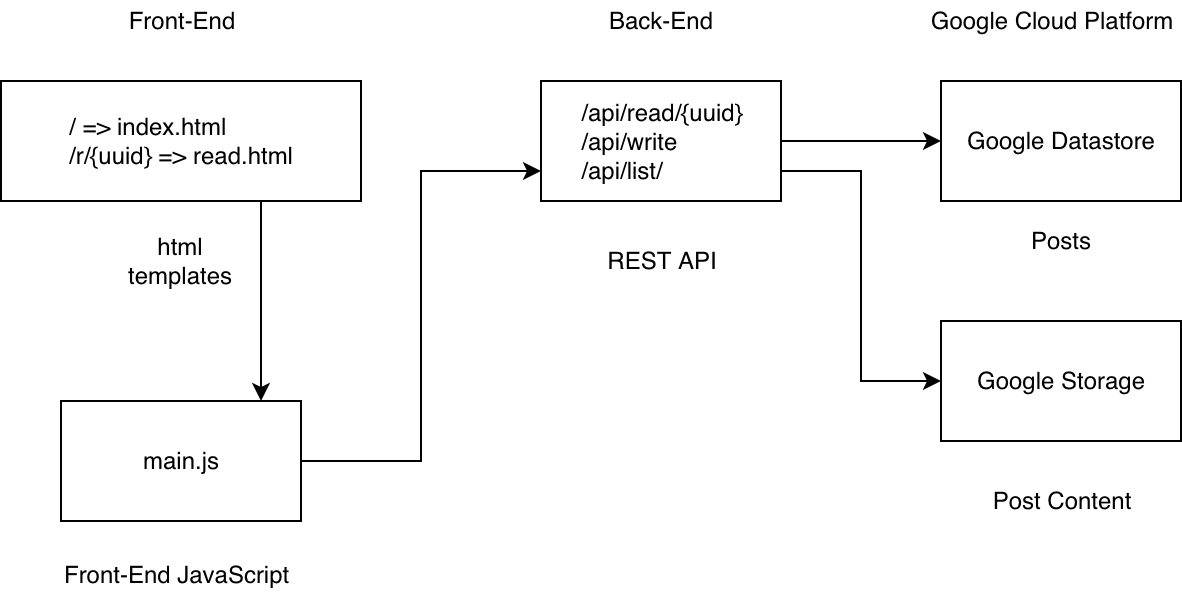 Front-End
Back-End
Google Cloud Platform
/ => index.html
/r/{uuid} => read.html
/api/read/{uuid}
/api/write
/api/list/
Google Datastore
html
templates
REST API
Posts
Google Storage
main.js
Post Content
Front-End JavaScript